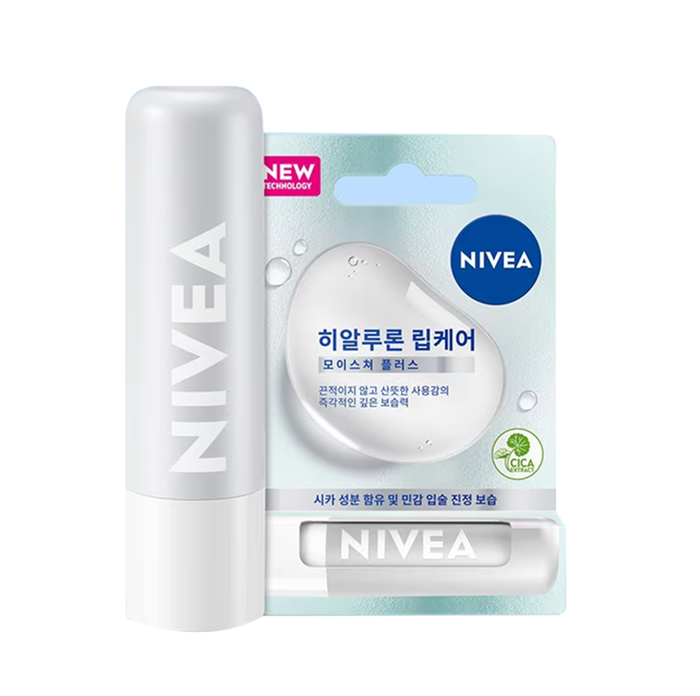 NIVEA
NEW
TECHNOLOGY
NIVEA
히알루론 립케어
모이스쳐 플러스
끈적이지 않고 산뜻한 사용감의
즉각적인 깊은 보습력
CICA
EXTRACT
시카 성분 함유 및 민감 입술 진정 보습
NIVEA